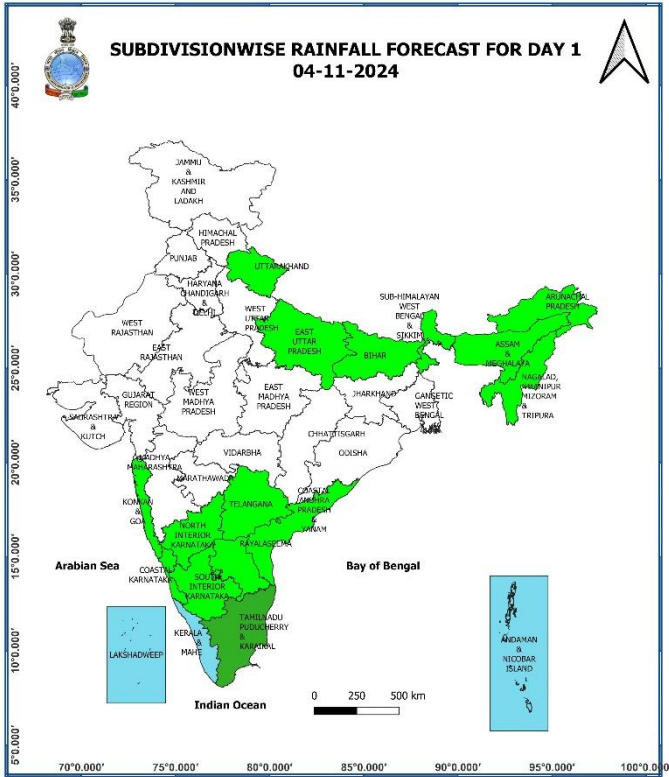 SUBDIVISIONWISE RAINFALL FORECAST FOR DAY 1
04-11-2024
40°0.000'
35°0.000'
30°0.000'
25°0.000'
20°0.000'
15°0.000'
10°0.000'
5°0.000'
JAMMU
&
KASHMIR
AND
LADAKH
HIMACHAL
PRADESH
PUNJAB
UTTARAKHAND
HARYANA
CHANDIGARH
&
DELHI
WEST
UTTAR
PRADESH
SUB-HIMALAYAN
WEST
BENGAL
&
SIKKIM
ARUNACHAL
PRADESH
WEST
RAJASTHAN
EAST
RAJASTHAN
EAST
UTTAR
PRADESH
BIHAR
ASSAM
&
MEGHALAYA
NAGALAD,
MANIPUR
MIZORAM
&
TRIPURA
GUJARAT
REGION
SAURASHTRA
&
KUTCH
WEST
MADHYA
PRADESH
EAST
MADHYA
PRADESH
JHARKHAND
GANGETIC
WEST
BENGAL
CHHATTISGARH
ODISHA
VIDARBHA
MADHYA
MAHARASHTRA
MARATHAWADA
KONKAN
&
GOA
TELANGANA
COASTAL
ANDHRA
PRADESH
&
YANAM
NORTH
INTERIOR
KARNATAKA
RAYALASEEMA
COASTAL
KARNATAKA
SOUTH
INTERIOR
KARNATAKA
Arabian Sea
Bay of Bengal
TAMILNADU
PUDUCHERRY
&
KARAIKAL
KERALA
&
MAHE
LAKSHADWEEP
ANDAMAN
&
NICOBAR
ISLAND
Indian Ocean
0 250 500 km
70°0.000' 75°0.000' 80°0.000' 85°0.000' 90°0.000' 95°0.000' 100°0.000